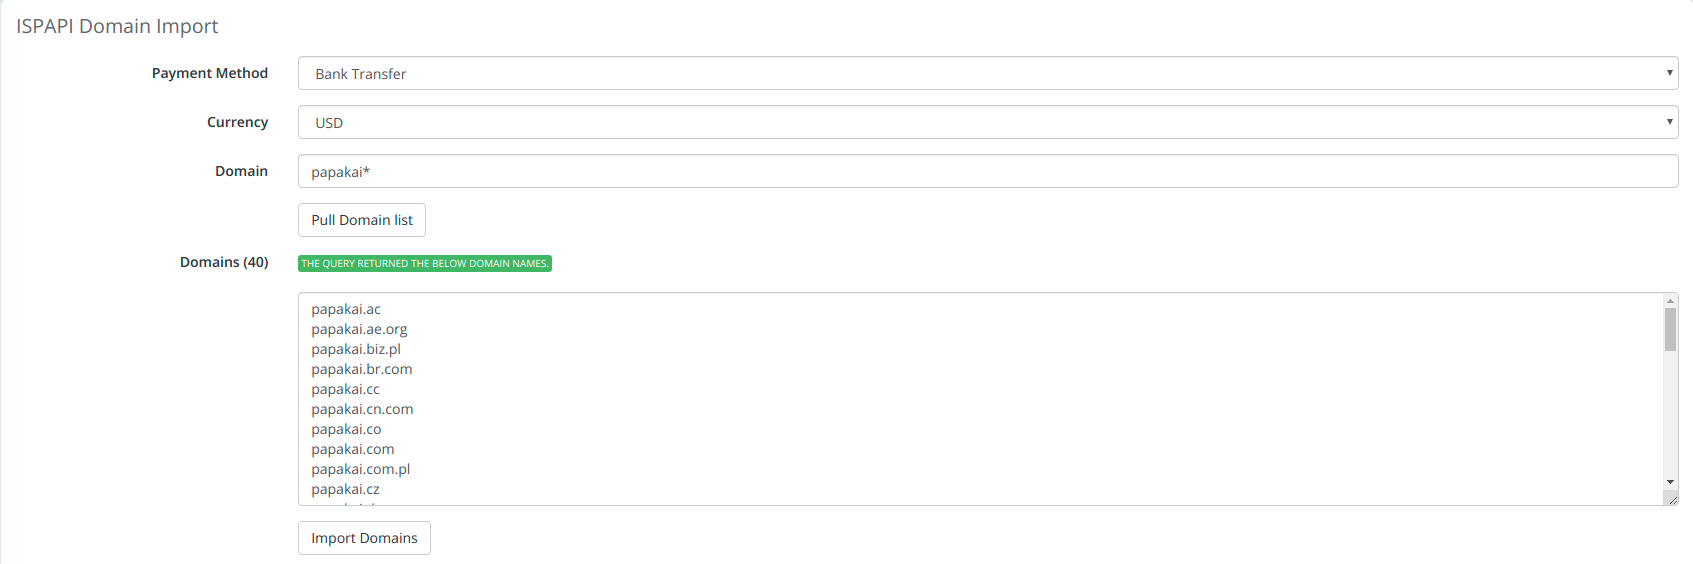 ISPAPI Domain Import
Payment Method
Bank Transfer
Currency
USD
Domain
papakai*
Pull Domain list
Domains (40)
THE QUERY RETURNED THE BELOW DOMAIN NAMES.
papakai.ac
papakai.ae.org
papakai.biz.pl
papakai.br.com
papakai.cc
papakai.cn.com
papakai.co
papakai.com
papakai.com.pl
papakai.cz
Import Domains